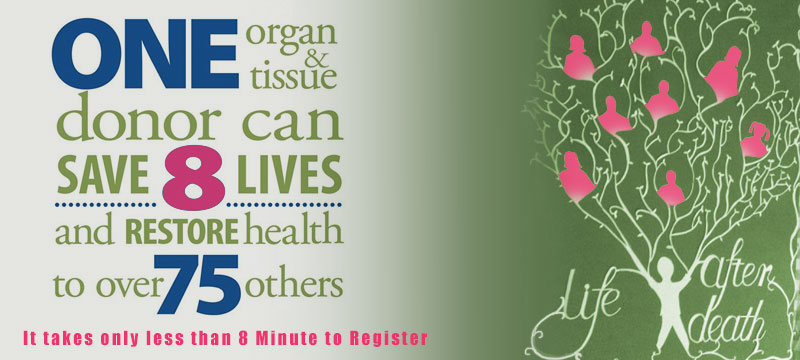 ONE organ
& tissue
donor can
SAVE 8 LIVES
and RESTORE health
to over 75 others
It takes only less than 8 Minute to Register
Life after
death